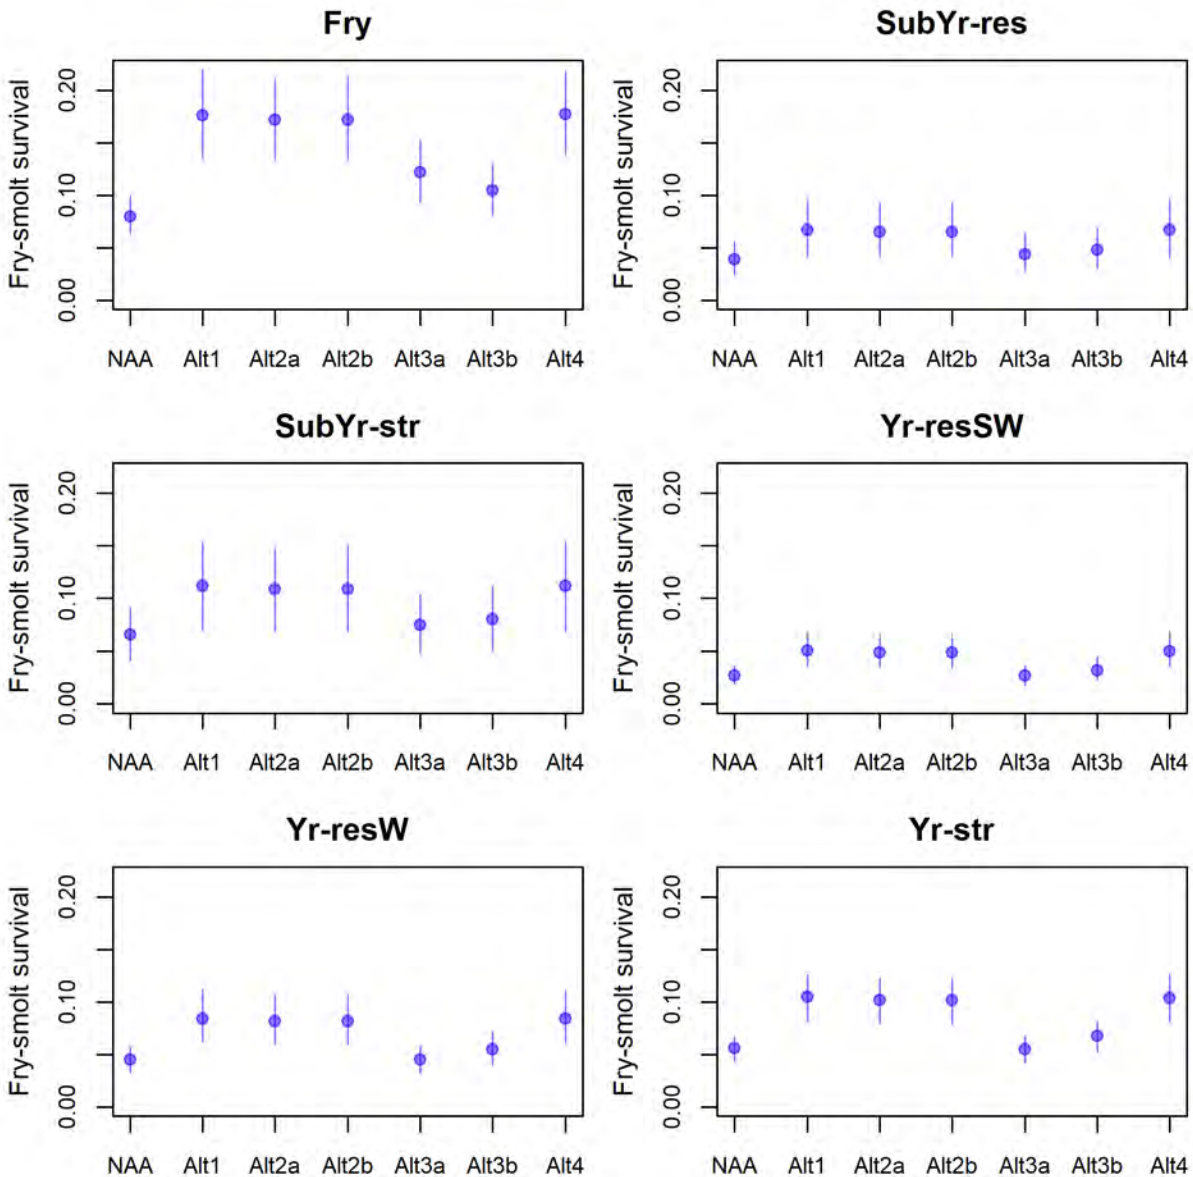 Fry
Fry-smolt survival
0.20
0.10
0.00
NAA Alt1 Alt2a Alt2b Alt3a Alt3b Alt4
SubYr-res
Fry-smolt survival
0.20
0.10
0.00
NAA Alt1 Alt2a Alt2b Alt3a Alt3b Alt4
SubYr-str
Fry-smolt survival
0.20
0.10
0.00
NAA Alt1 Alt2a Alt2b Alt3a Alt3b Alt4
Yr-resSW
Fry-smolt survival
0.20
0.10
0.00
NAA Alt1 Alt2a Alt2b Alt3a Alt3b Alt4
Yr-resW
Fry-smolt survival
0.20
0.10
0.00
NAA Alt1 Alt2a Alt2b Alt3a Alt3b Alt4
Yr-str
Fry-smolt survival
0.20
0.10
0.00
NAA Alt1 Alt2a Alt2b Alt3a Alt3b Alt4